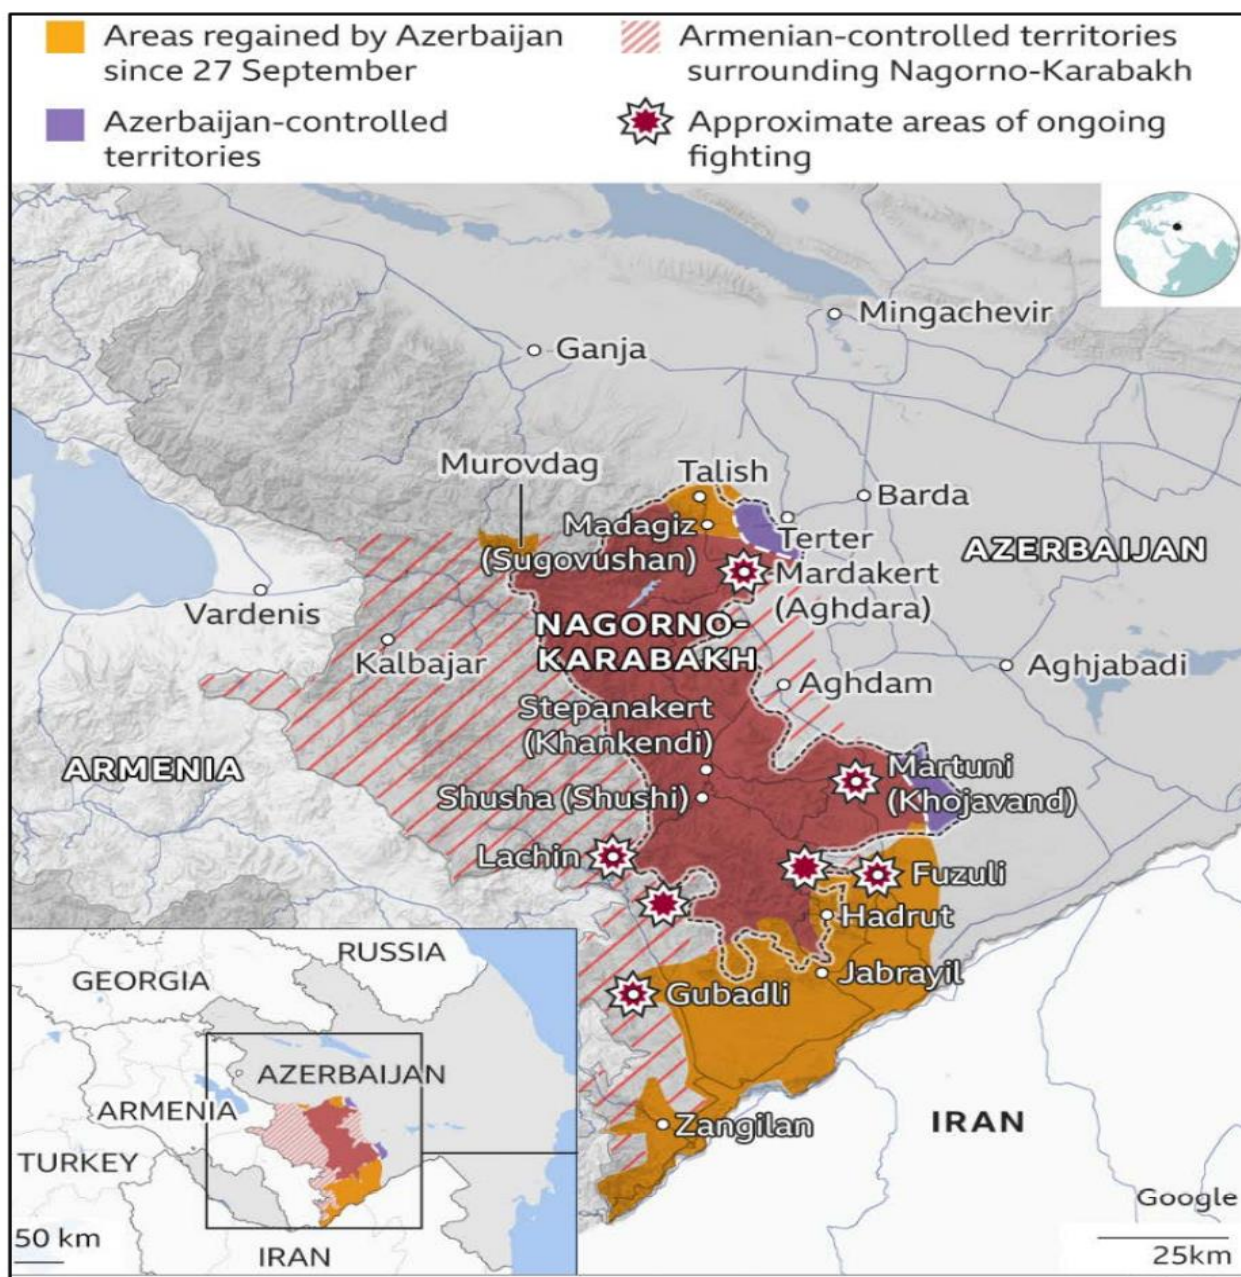 Areas regained by Azerbaijan
since 27 September
Armenian-controlled territories
surrounding Nagorno-Karabakh
Azerbaijan-controlled
territories
Approximate areas of ongoing
fighting
Mingachevir
Ganja
Murovdag
Talish
Barda
Madagiz
(Sugovushan)
Terter
AZERBAIJAN
Mardakert
(Aghdara)
Vardenis
NAGORNO-
KARABAKH
Kalbajar
Aghjabadi
Aghdam
Stepanakert
(Khankendi)
ARMENIA
Martuni
(Khojavand)
Shusha (Shushi)
Lachin
Fuzuli
Hadrut
Jabrayil
Gubadli
Zangilan
IRAN
Google
25km
RUSSIA
GEORGIA
AZERBAIJAN
ARMENIA
TURKEY
50 km
IRAN